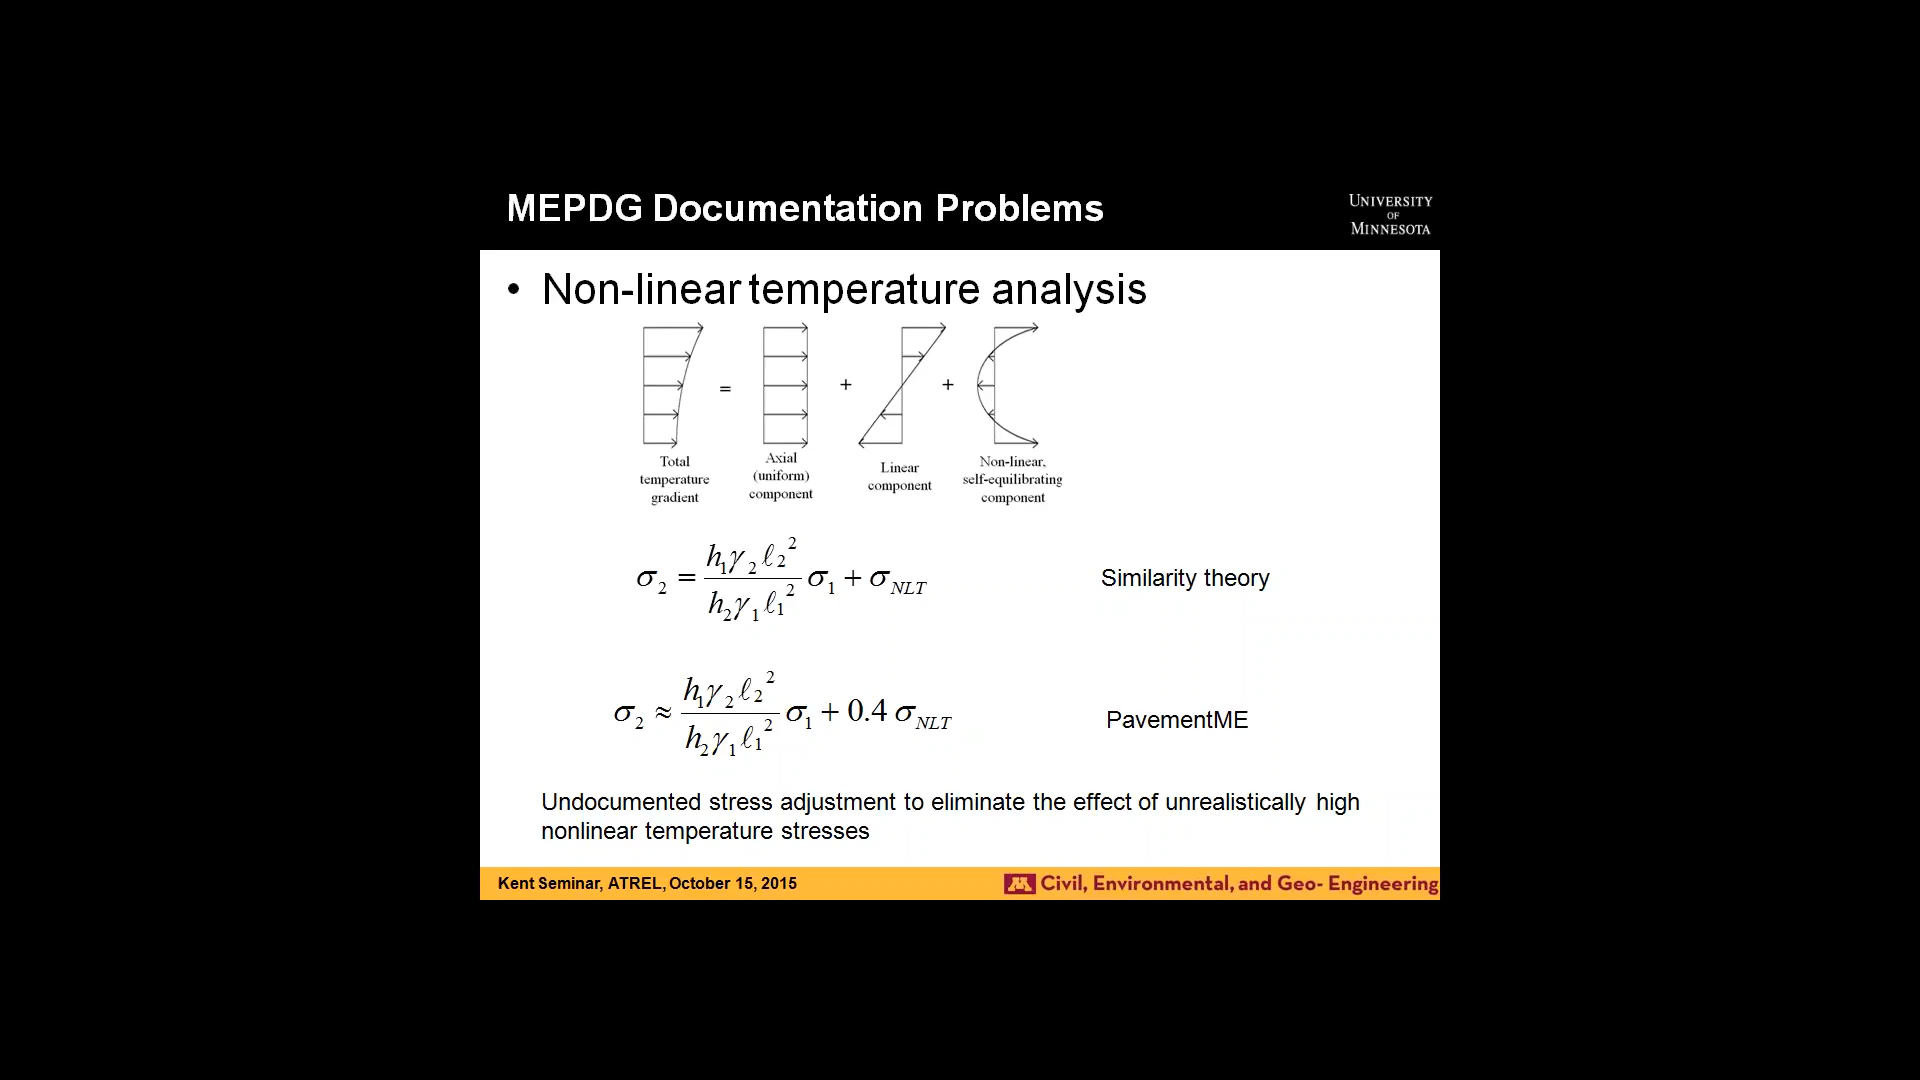 MEPDG Documentation Problems
UNIVERSITY
OF
MINNESOTA
• Non-linear temperature analysis
= + +
Total
temperature
gradient
Axial
(uniform)
component
Linear
component
Non-linear,
self-equilibrating
component
σ₂ = (h₁γ₂ℓ₂²)/(h₂γ₁ℓ₁²) σ₁ + σ_NLT
Similarity theory
σ₂ ≈ (h₁γ₂ℓ₂²)/(h₂γ₁ℓ₁²) σ₁ + 0.4 σ_NLT
PavementME
Undocumented stress adjustment to eliminate the effect of unrealistically high
nonlinear temperature stresses
Kent Seminar, ATREL, October 15, 2015
M Civil, Environmental, and Geo- Engineering